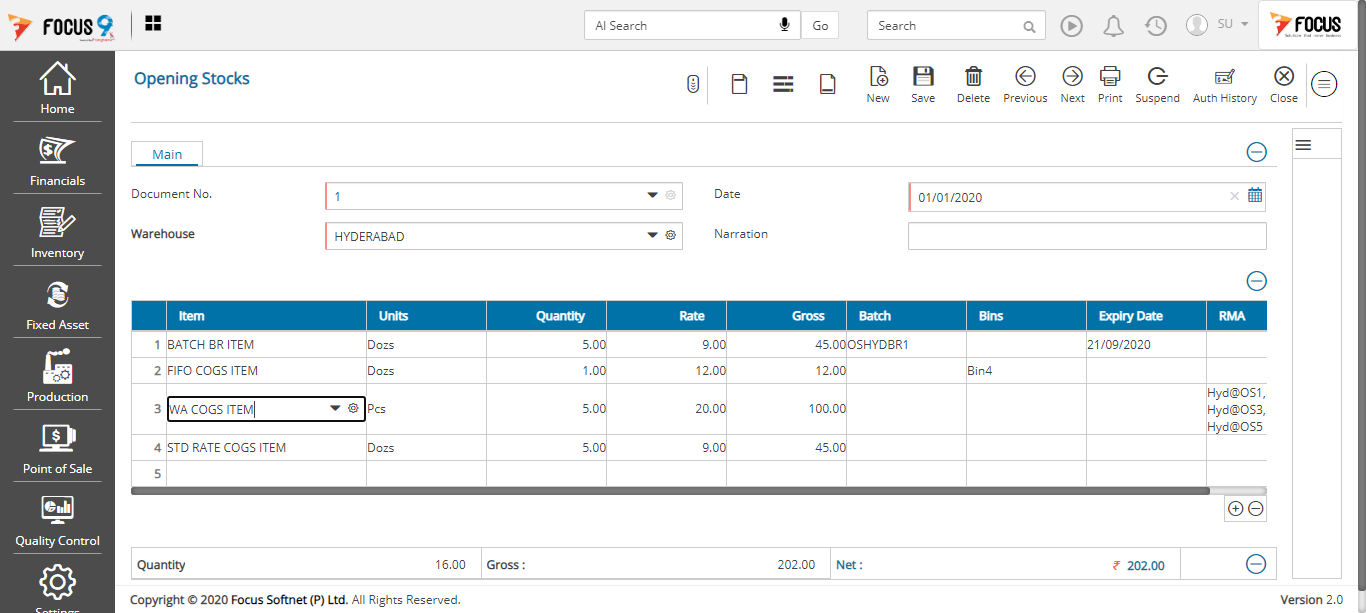 FOCUS 9
AI Search
Go
Search
SU
FOCUS
Home
Financials
Inventory
Fixed Asset
Production
Point of Sale
Quality Control
Settings
Opening Stocks
New
Save
Delete
Previous
Next
Print
Suspend
Auth History
Close
Main
Document No.
1
Date
01/01/2020
Warehouse
HYDERABAD
Narration
Item Units Quantity Rate Gross Batch Bins Expiry Date RMA
1 BATCH BR ITEM Dozs 5.00 9.00 45.00 OSHYDBR1 21/09/2020
2 FIFO COGS ITEM Dozs 1.00 12.00 12.00 Bin4
3 WA COGS ITEM Pcs 5.00 20.00 100.00 Hyd@OS1,
Hyd@OS3,
Hyd@OS5
4 STD RATE COGS ITEM Dozs 5.00 9.00 45.00
5
Quantity 16.00 Gross : 202.00 Net : ₹ 202.00
Copyright © 2020 Focus Softnet (P) Ltd. All Rights Reserved.
Version 2.0